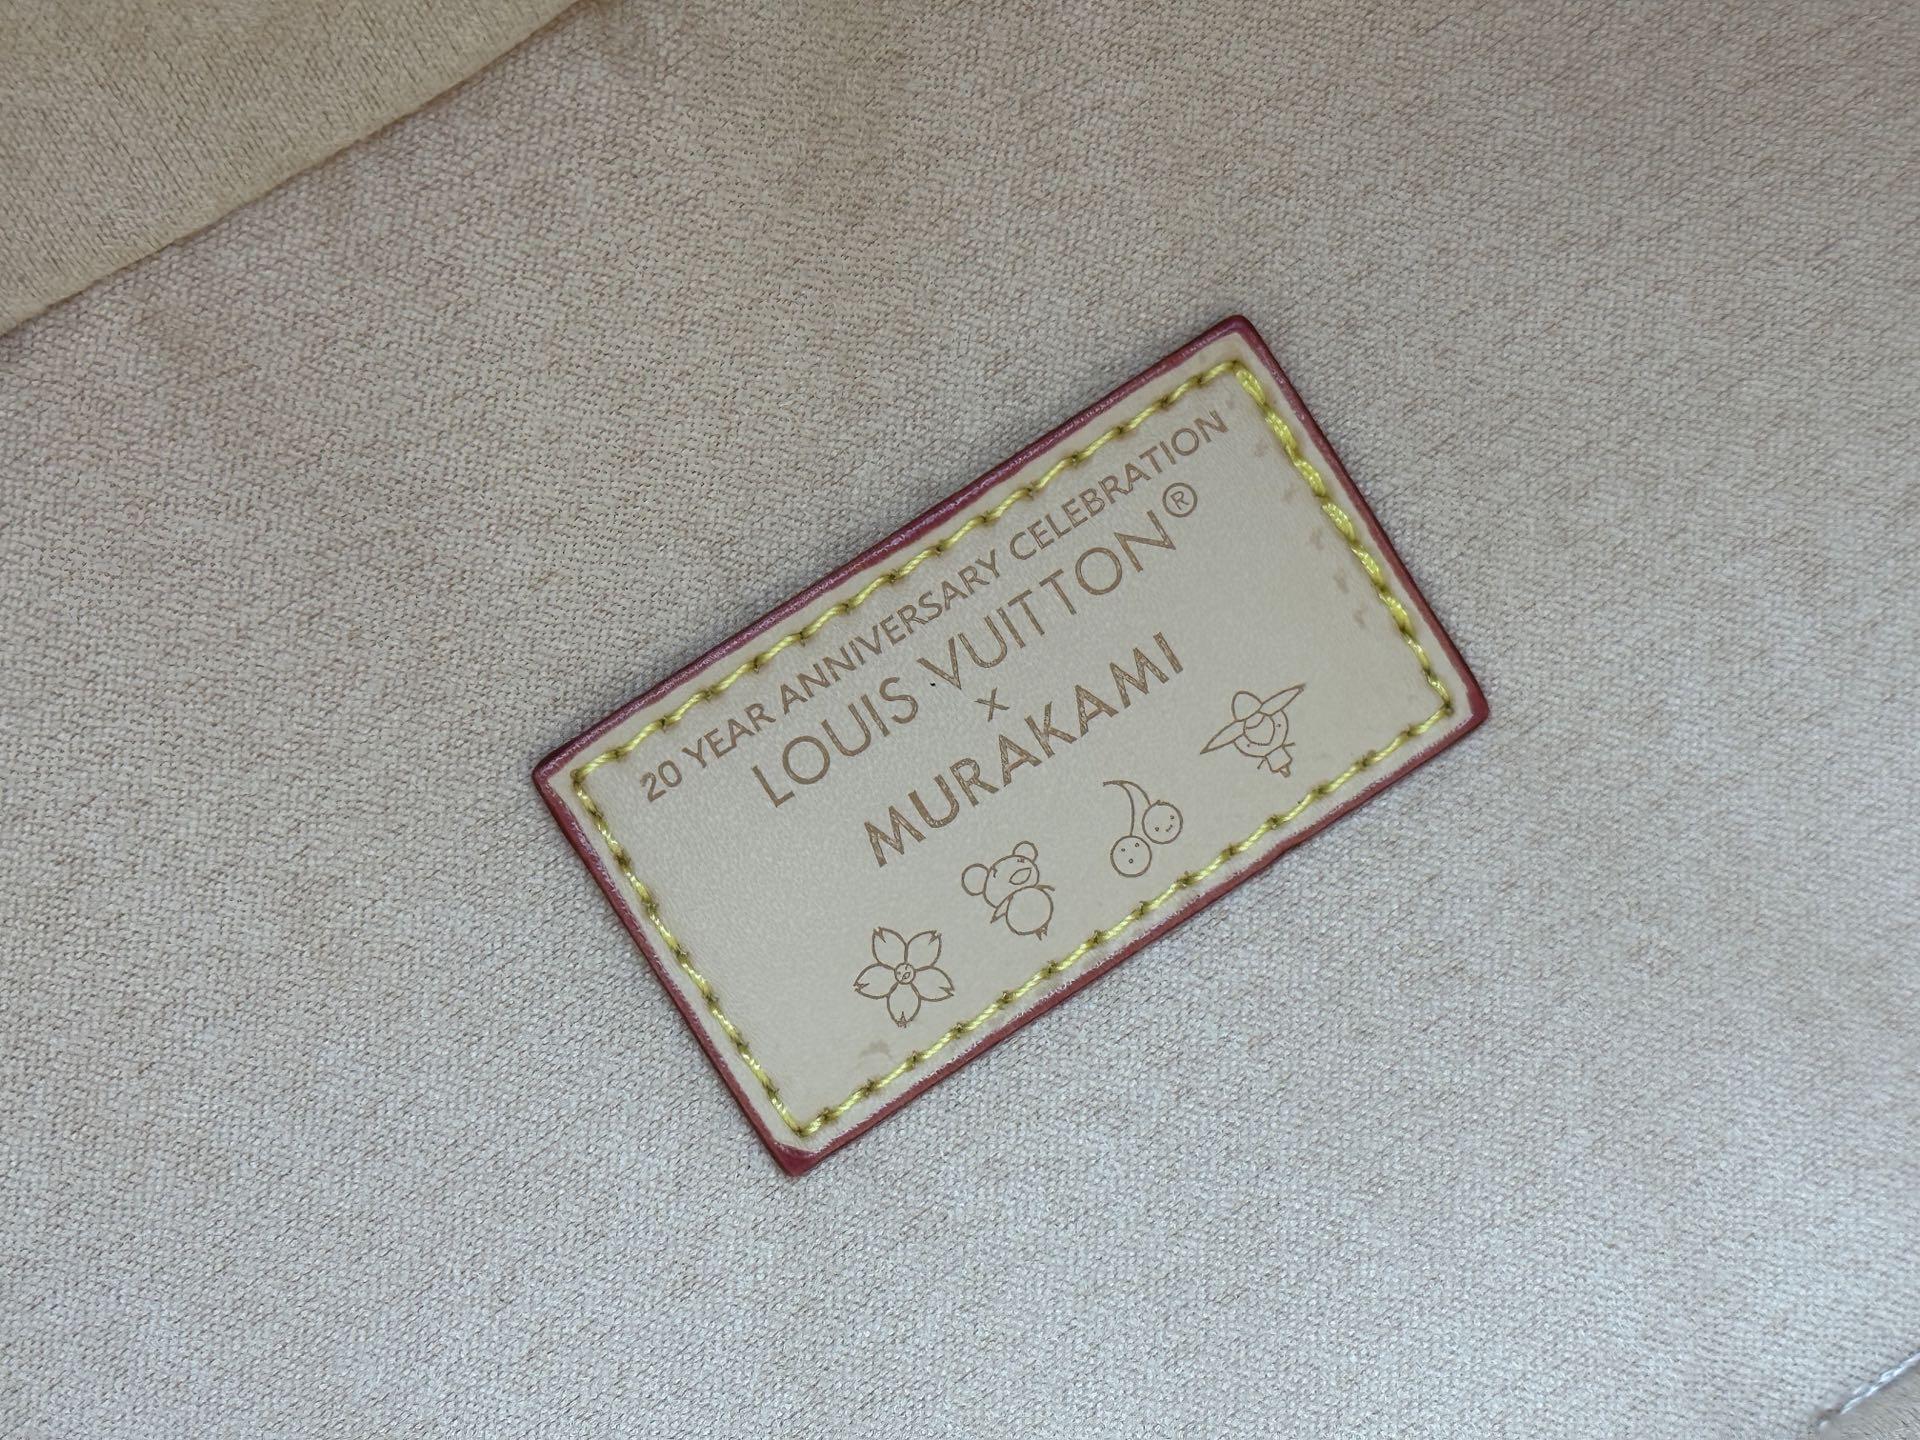 20 YEAR ANNIVERSARY CELEBRATION
LOUIS VUITTON®
×
MURAKAMI